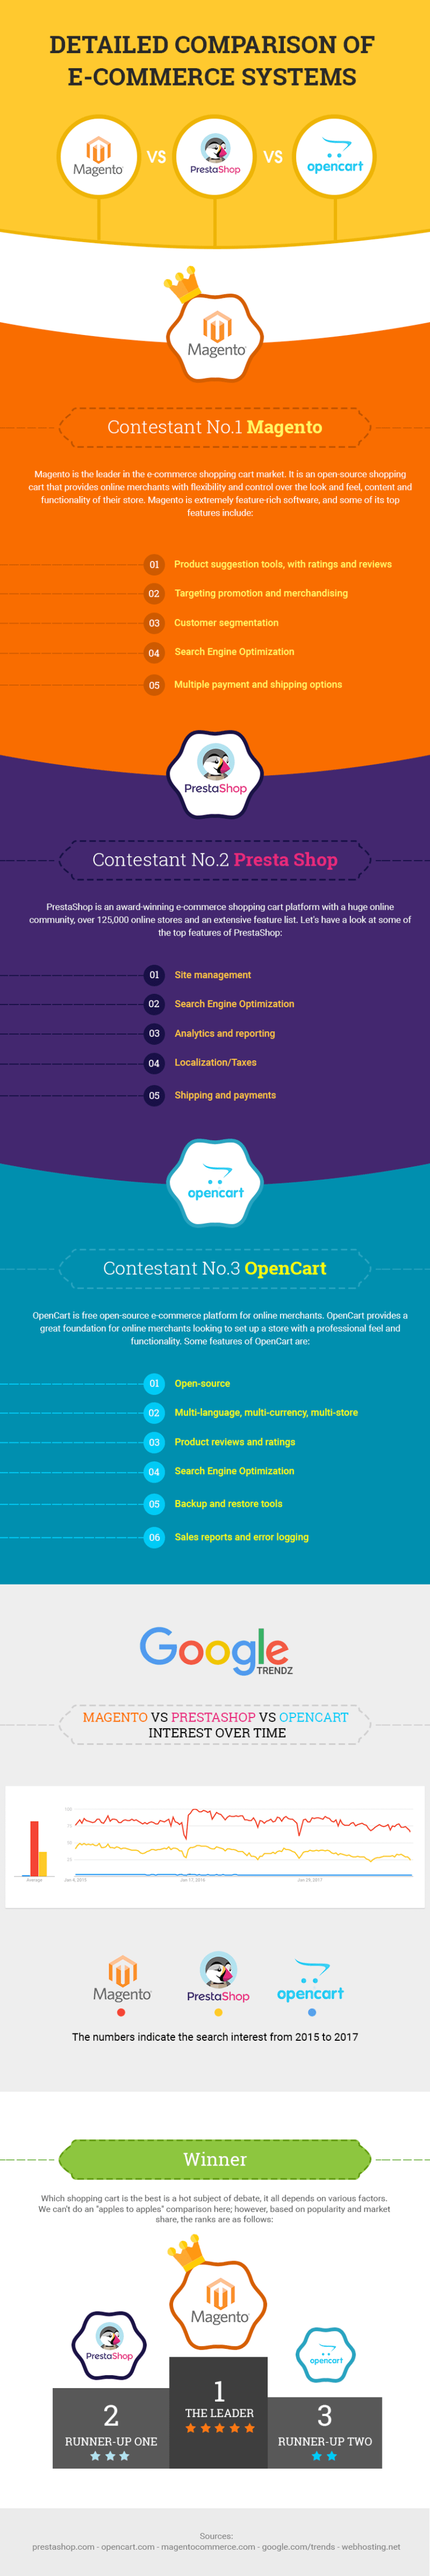 DETAILED COMPARISON OF
E-COMMERCE SYSTEMS
Magento VS PrestaShop VS opencart
Magento
Contestant No.1 Magento
Magento is the leader in the e-commerce shopping cart market. It is an open-source shopping
cart that provides online merchants with flexibility and control over the look and feel, content and
functionality of their store. Magento is extremely feature-rich software, and some of its top
features include:
01 Product suggestion tools, with ratings and reviews
02 Targeting promotion and merchandising
03 Customer segmentation
04 Search Engine Optimization
05 Multiple payment and shipping options
PrestaShop
Contestant No.2 Presta Shop
PrestaShop is an award-winning e-commerce shopping cart platform with a huge online
community, over 125,000 online stores and an extensive feature list. Let's have a look at some of
the top features of PrestaShop:
01 Site management
02 Search Engine Optimization
03 Analytics and reporting
04 Localization/Taxes
05 Shipping and payments
opencart
Contestant No.3 OpenCart
OpenCart is free open-source e-commerce platform for online merchants. OpenCart provides a
great foundation for online merchants looking to set up a store with a professional feel and
functionality. Some features of OpenCart are:
01 Open-source
02 Multi-language, multi-currency, multi-store
03 Product reviews and ratings
04 Search Engine Optimization
05 Backup and restore tools
06 Sales reports and error logging
Google
TRENDZ
MAGENTO VS PRESTASHOP VS OPENCART
INTEREST OVER TIME
100
75
50
25
Average Jan 4, 2015 Jan 17, 2016 Jan 29, 2017
Magento PrestaShop opencart
The numbers indicate the search interest from 2015 to 2017
Winner
Which shopping cart is the best is a hot subject of debate, it all depends on various factors.
We can't do an "apples to apples" comparison here; however, based on popularity and market
share, the ranks are as follows:
Magento
PrestaShop
opencart
1
THE LEADER
2
RUNNER-UP ONE
3
RUNNER-UP TWO
Sources:
prestashop.com - opencart.com - magentocommerce.com - google.com/trends - webhosting.net